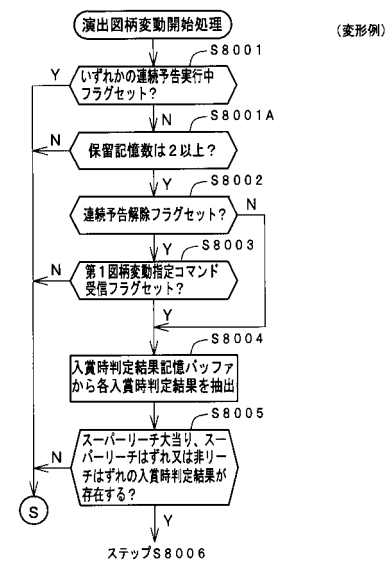 演出図柄変動開始処理
(変形例)
S8001
Y
いずれかの連続予告実行中
フラグセット?
N
S8001A
N
保留記憶数は2以上?
S8002
Y
連続予告解除フラグセット?
N
Y
S8003
N
第1図柄変動指定コマンド
受信フラグセット?
Y
S8004
入賞時判定結果記憶バッファ
から各入賞時判定結果を抽出
S8005
スーパーリーチ大当り、スー
パーリーチはずれ又は非リー
チはずれの入賞時判定結果が
存在する?
N
S
Y
ステップS8006